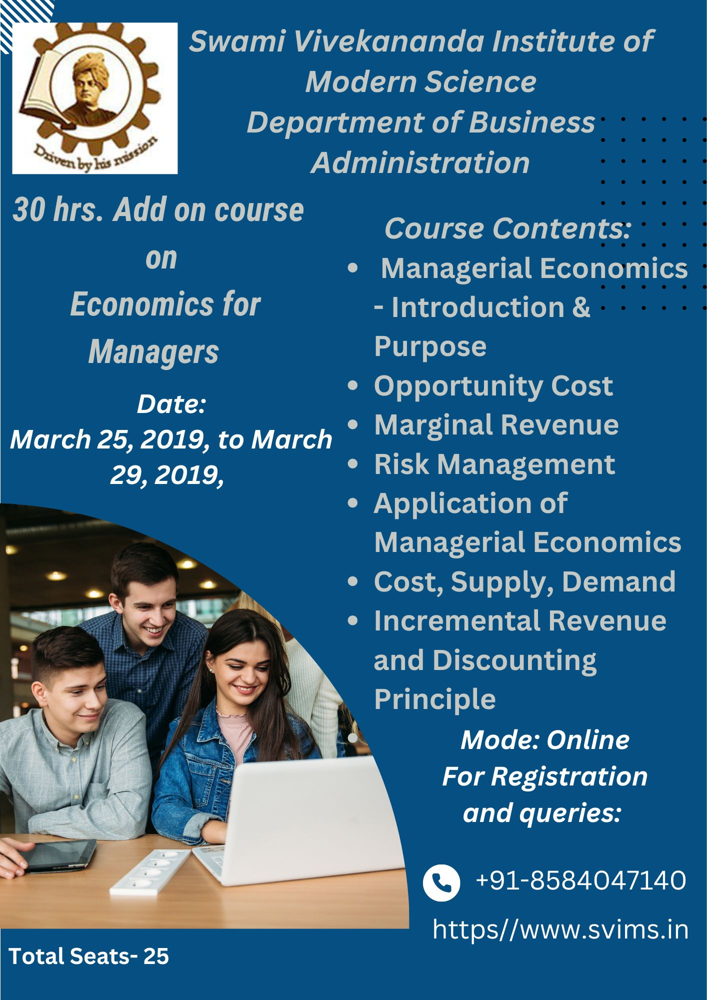 Swami Vivekananda Institute of
Modern Science
Department of Business
Administration
Driven by his mission
30 hrs. Add on course
on
Economics for
Managers
Date:
March 25, 2019, to March
29, 2019,
Course Contents:
• Managerial Economics
- Introduction &
Purpose
• Opportunity Cost
• Marginal Revenue
• Risk Management
• Application of
Managerial Economics
• Cost, Supply, Demand
• Incremental Revenue
and Discounting
Principle
•
Mode: Online
For Registration
and queries:
+91-8584047140
https//www.svims.in
Total Seats- 25